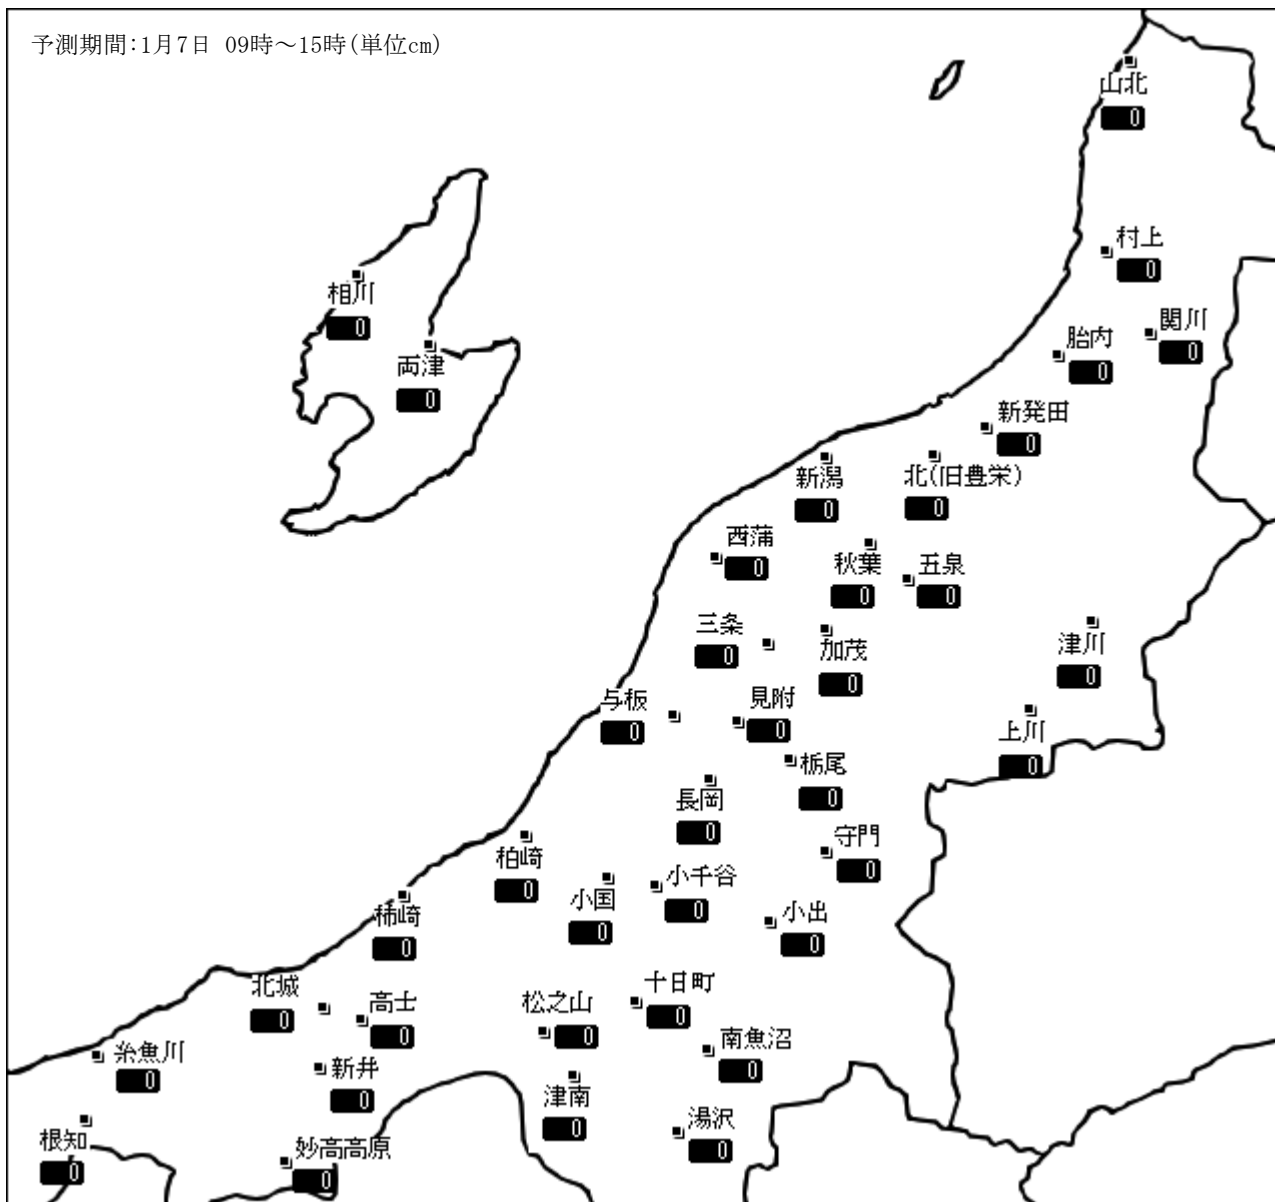 予測期間:1月7日 09時～15時(単位cm)
山北
0
村上
0
相川
0
関川
0
胎内
0
両津
0
新発田
0
新潟
0
北(旧豊栄)
0
西蒲
0
秋葉
0
五泉
0
三条
0
加茂
0
津川
0
与板
0
見附
0
上川
0
栃尾
0
長岡
0
守門
0
柏崎
0
小国
0
小千谷
0
小出
0
柿崎
0
北城
0
高士
0
松之山
0
十日町
0
南魚沼
0
糸魚川
0
新井
0
津南
0
湯沢
0
根知
0
妙高高原
0